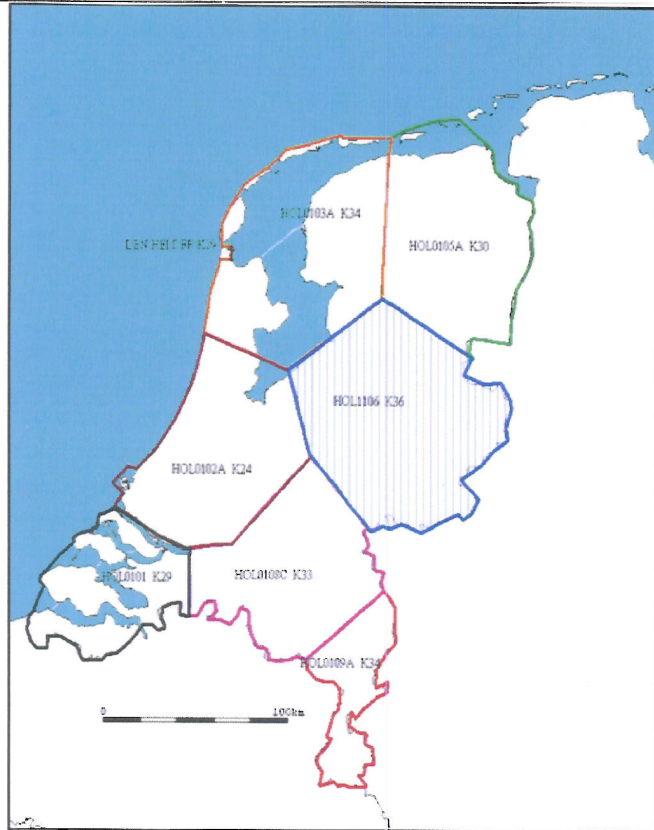 HOL0103A K34
DEN HELDER
HOL0105A K30
HOL1106 K36
HOL0102A K24
HOL0101 K29
HOL0108C K33
HOL0109A K34
0 100km